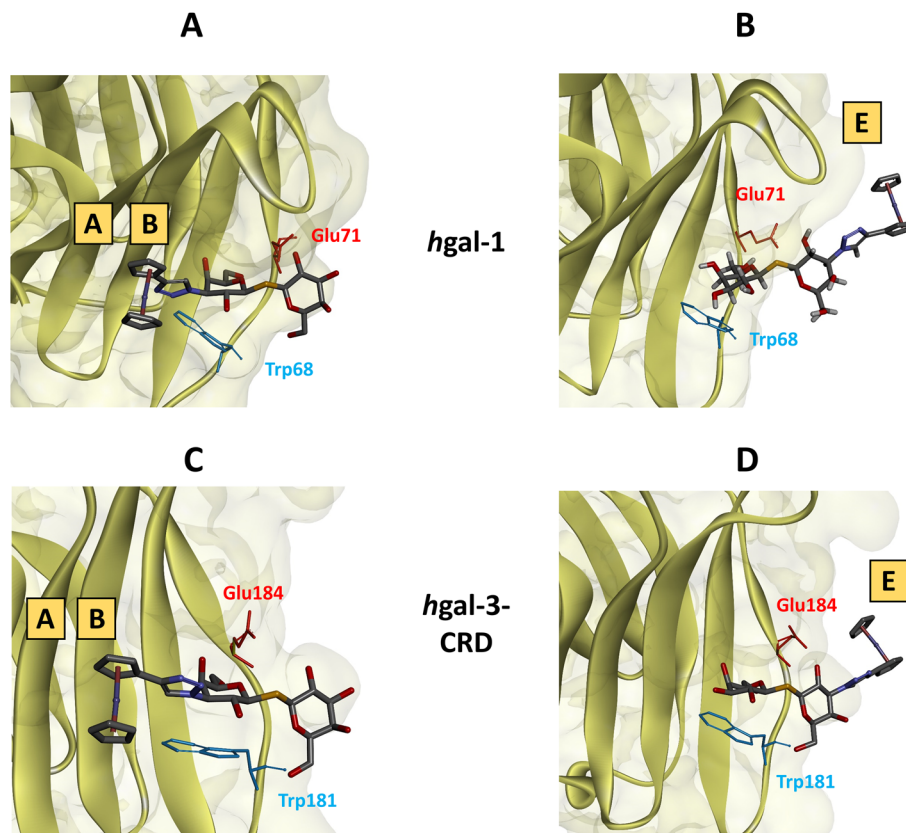 A
B
E
A B
Glu71
Glu71
hgal-1
Trp68
Trp68
C
D
hgal-3-
CRD
Glu184
Glu184
E
A B
Trp181
Trp181